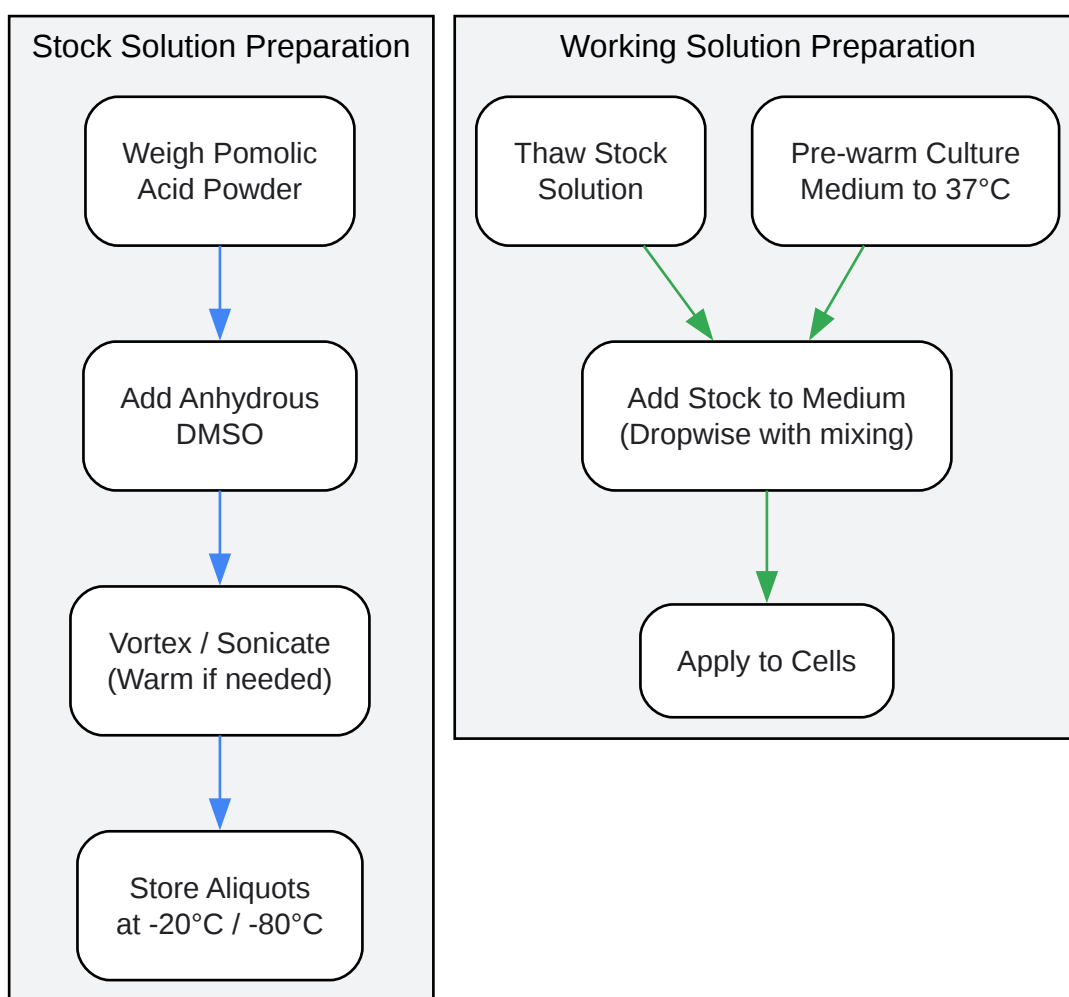 Stock Solution Preparation
Weigh Pomolic
Acid Powder
Add Anhydrous
DMSO
Vortex / Sonicate
(Warm if needed)
Store Aliquots
at -20°C / -80°C
Working Solution Preparation
Thaw Stock
Solution
Pre-warm Culture
Medium to 37°C
Add Stock to Medium
(Dropwise with mixing)
Apply to Cells